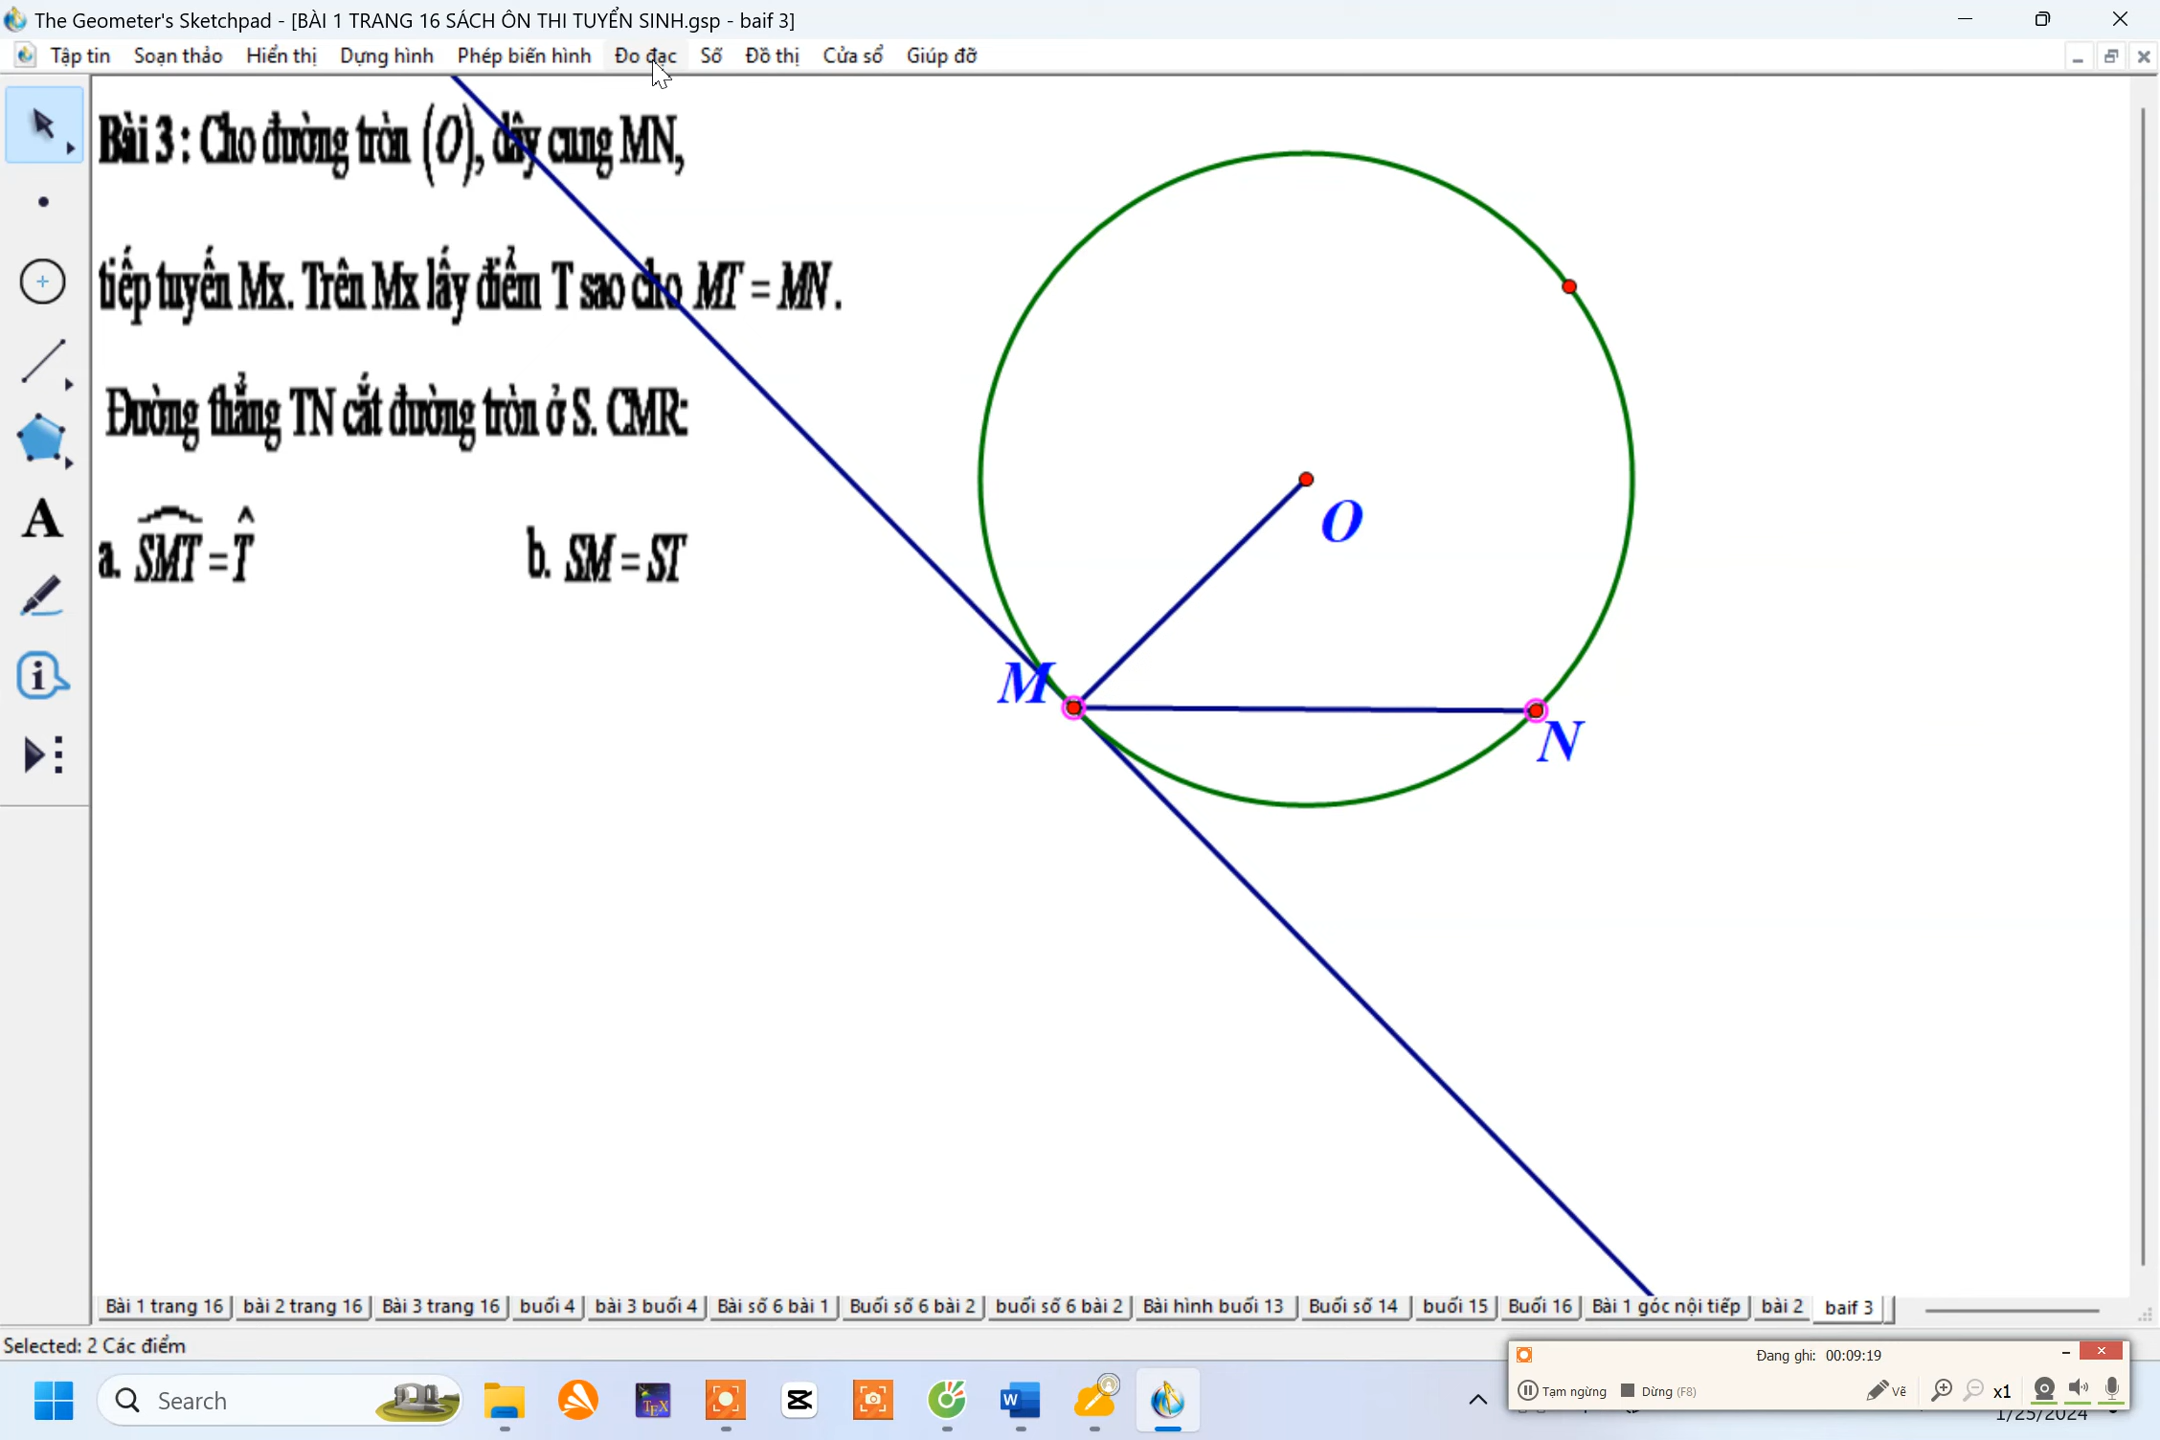 The Geometer's Sketchpad - [BÀI 1 TRANG 16 SÁCH ÔN THI TUYỂN SINH.gsp - baif 3]
Tập tin Soạn thảo Hiển thị Dựng hình Phép biến hình Đo đạc Số Đồ thị Cửa sổ Giúp đỡ
Bài 3 : Cho đường tròn (O), dây cung MN,
tiếp tuyến Mx. Trên Mx lấy điểm T sao cho MT = MN.
Đường thẳng TN cắt đường tròn ở S. CMR:
a. \widehat{SMT} = \hat{T} b. SM = ST
O
M
N
A
Bài 1 trang 16 bài 2 trang 16 Bài 3 trang 16 buổi 4 bài 3 buổi 4 Bài số 6 bài 1 Buổi số 6 bài 2 buổi số 6 bài 2 Bài hình buổi 13 Buổi số 14 buổi 15 Buổi 16 Bài 1 góc nội tiếp bài 2 baif 3
Selected: 2 Các điểm
Đang ghi: 00:09:19
Tạm ngừng Dừng (F8) Vẽ x1
Search
TEX
W
1/25/2024